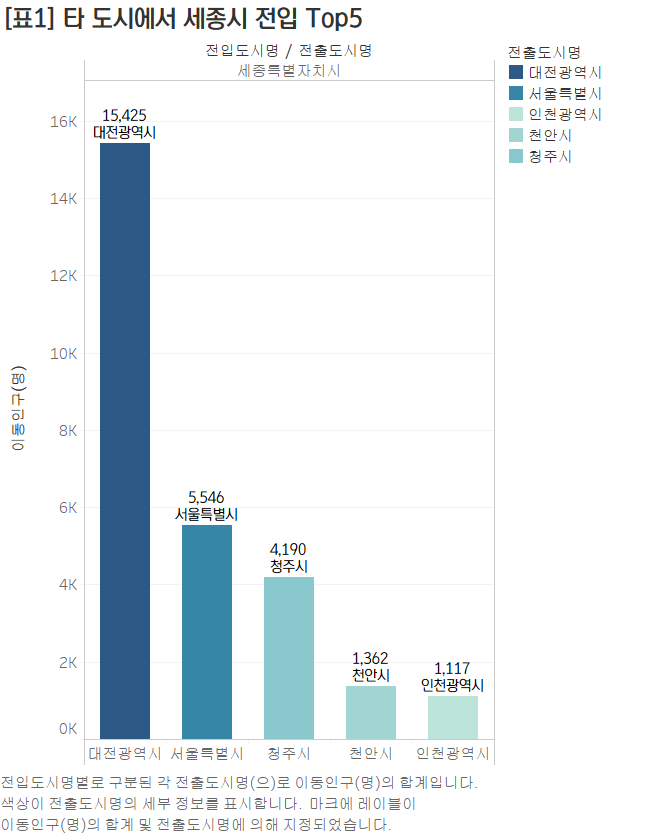 [표1] 타 도시에서 세종시 전입 Top5
전입도시명 / 전출도시명
세종특별자치시
전출도시명
대전광역시
서울특별시
인천광역시
천안시
청주시
이동인구(명)
16K
14K
12K
10K
8K
6K
4K
2K
0K
15,425
대전광역시
5,546
서울특별시
4,190
청주시
1,362
천안시
1,117
인천광역시
대전광역시 서울특별시 청주시 천안시 인천광역시
전입도시명별로 구분된 각 전출도시명(으)로 이동인구(명)의 합계입니다.
색상이 전출도시명의 세부 정보를 표시합니다. 마크에 레이블이
이동인구(명)의 합계 및 전출도시명에 의해 지정되었습니다.